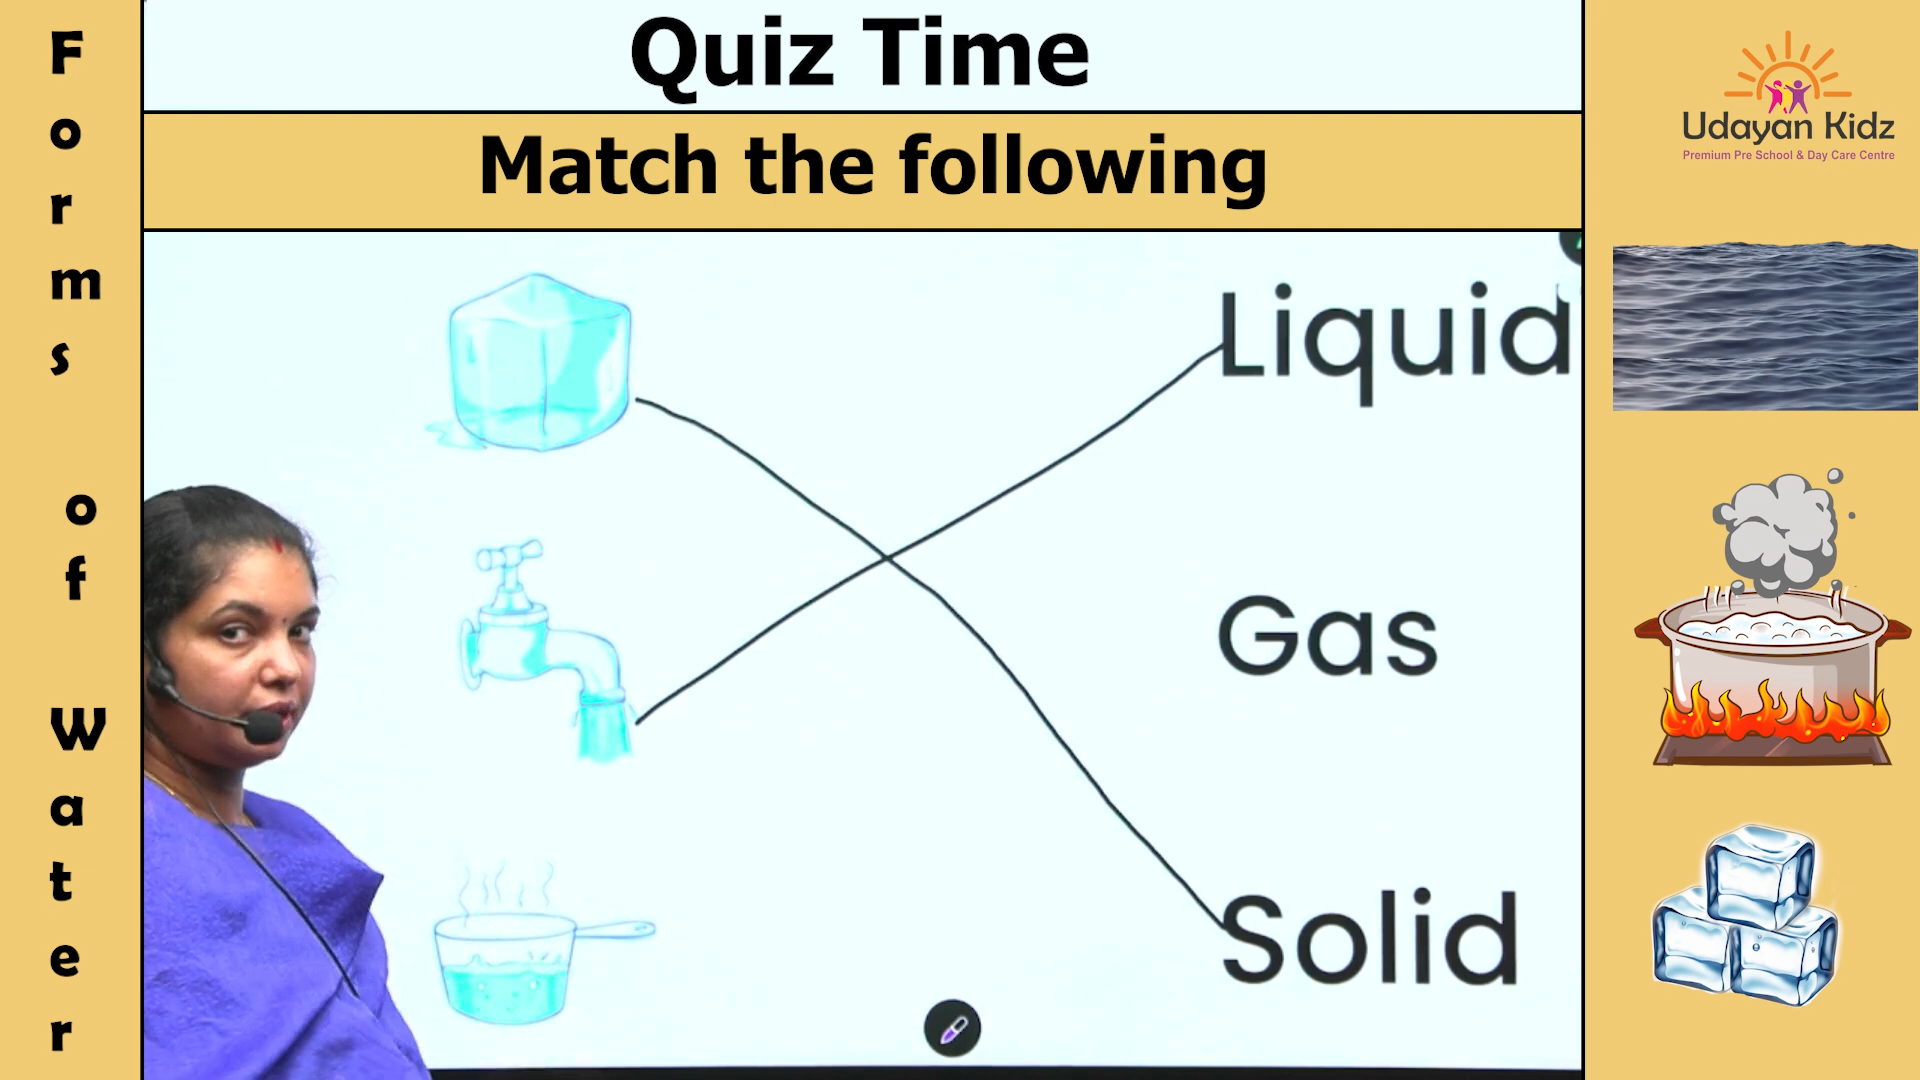 Quiz Time
Match the following
Forms of Water
Udayan Kidz
Premium Pre School & Day Care Centre
Liquid
Gas
Solid